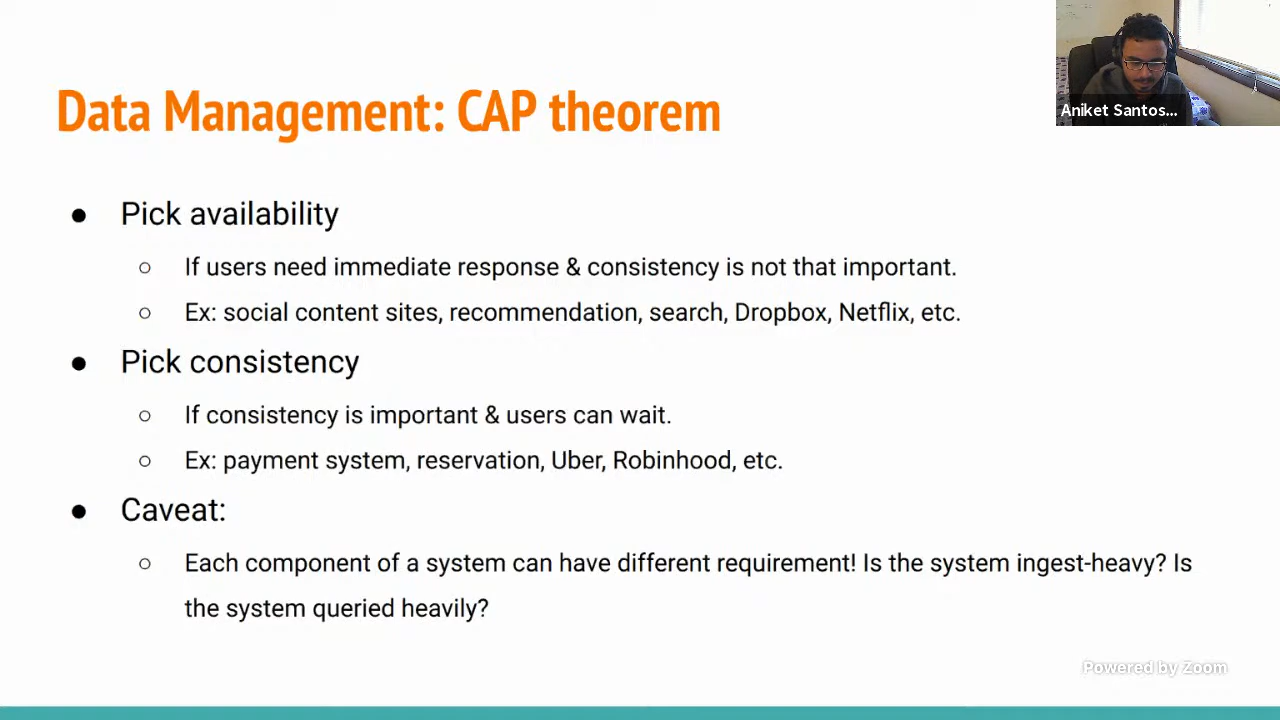 Data Management: CAP theorem
Aniket Santos...
● Pick availability
○ If users need immediate response & consistency is not that important.
○ Ex: social content sites, recommendation, search, Dropbox, Netflix, etc.
● Pick consistency
○ If consistency is important & users can wait.
○ Ex: payment system, reservation, Uber, Robinhood, etc.
● Caveat:
○ Each component of a system can have different requirement! Is the system ingest-heavy? Is
the system queried heavily?
Powered by Zoom